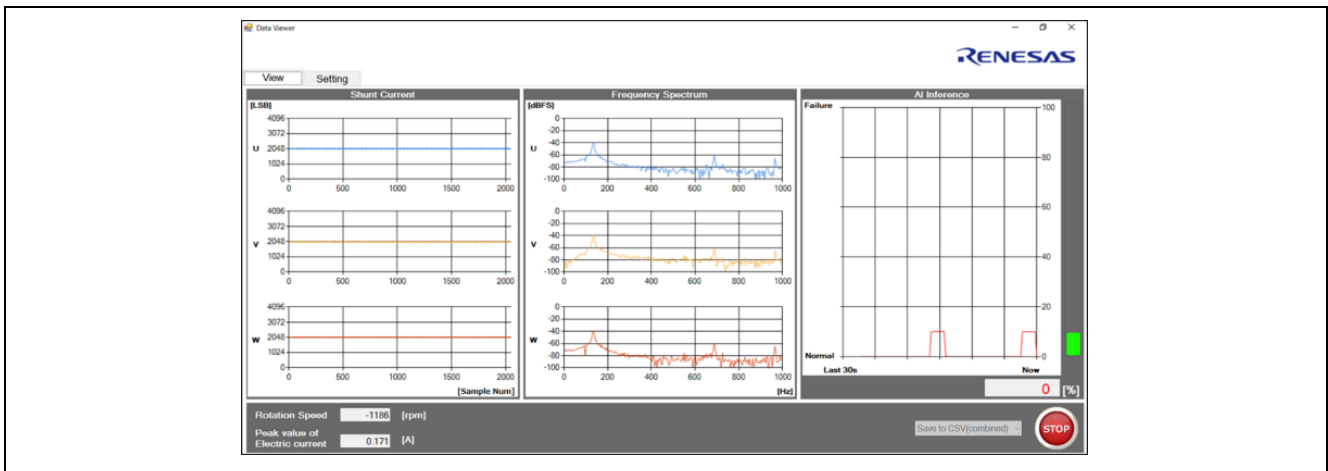 Data Viewer
RENESAS
View Setting
Shunt Current
[LSB]
4096
3072
U 2048
1024
0
0 500 1000 1500 2000
4096
3072
V 2048
1024
0
0 500 1000 1500 2000
4096
3072
W 2048
1024
0
0 500 1000 1500 2000
[Sample Num]
Frequency Spectrum
[dBFS]
0
-20
-40
U
-60
-80
-100
0 200 400 600 800 1000
0
-20
-40
V -60
-80
-100
0 200 400 600 800 1000
0
-20
-40
W
-60
-80
-100
0 200 400 600 800 1000
[Hz]
AI Inference
Failure
100
80
60
40
20
Normal 0
Last 30s Now
0 [%]
Rotation Speed -1186 [rpm]
Peak value of
Electric current 0.171 [A]
Save to CSV(combined)
STOP